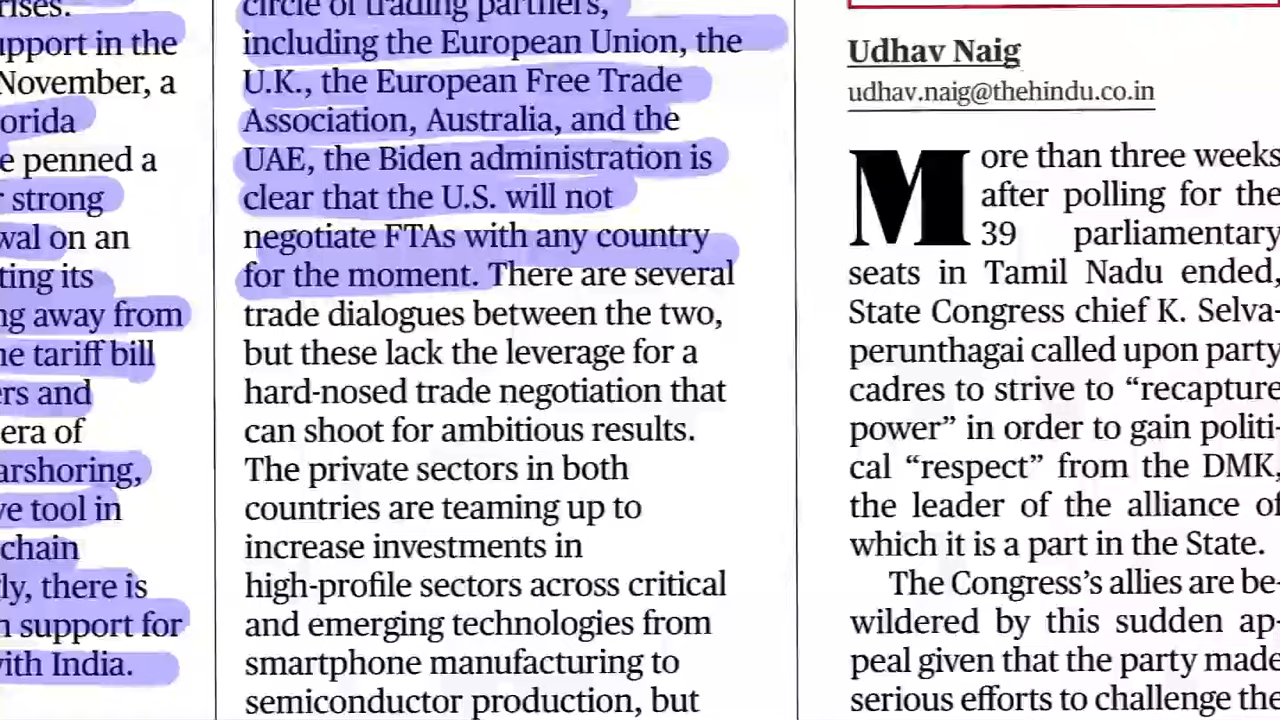 rises.
upport in the
November, a
orida
e penned a
r strong
wal on an
ting its
ng away from
he tariff bill
ers and
era of
arshoring,
ve tool in
chain
ly, there is
n support for
with India.
circle of trading partners,
including the European Union, the
U.K., the European Free Trade
Association, Australia, and the
UAE, the Biden administration is
clear that the U.S. will not
negotiate FTAs with any country
for the moment. There are several
trade dialogues between the two,
but these lack the leverage for a
hard-nosed trade negotiation that
can shoot for ambitious results.
The private sectors in both
countries are teaming up to
increase investments in
high-profile sectors across critical
and emerging technologies from
smartphone manufacturing to
semiconductor production, but
Udhav Naig
udhav.naig@thehindu.co.in
More than three weeks
after polling for the
39 parliamentary
seats in Tamil Nadu ended,
State Congress chief K. Selva-
perunthagai called upon party
cadres to strive to “recapture
power” in order to gain politi-
cal “respect” from the DMK,
the leader of the alliance of
which it is a part in the State.
The Congress’s allies are be-
wildered by this sudden ap-
peal given that the party made
serious efforts to challenge the